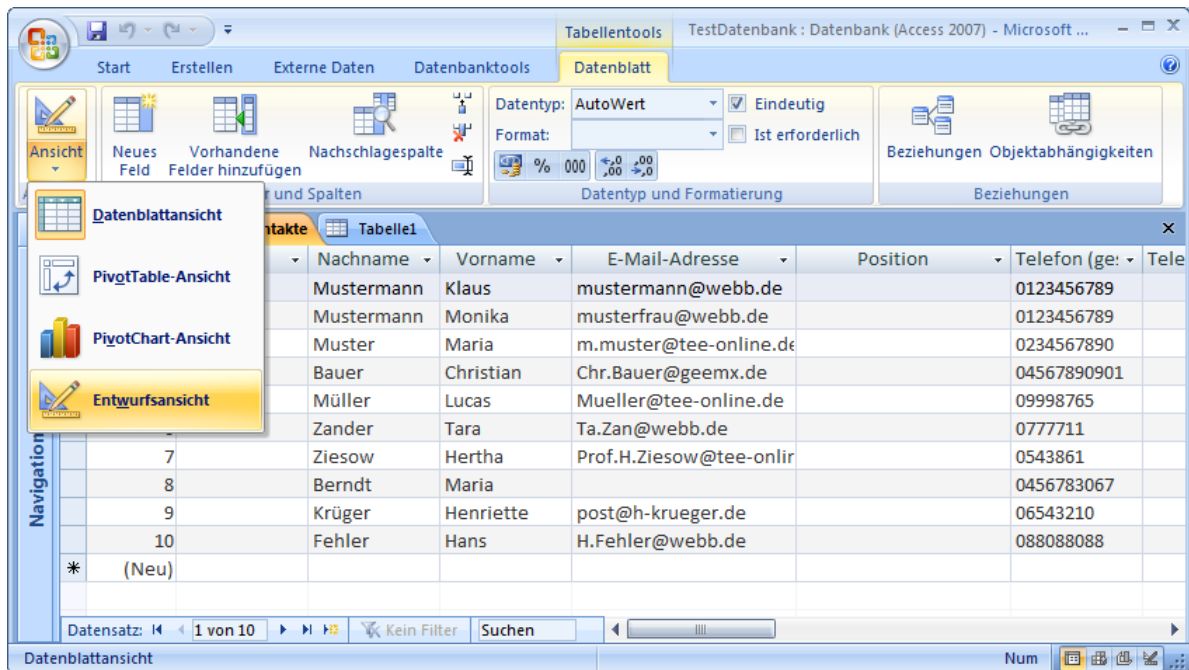 Tabellentools TestDatenbank : Datenbank (Access 2007) - Microsoft ...
Start Erstellen Externe Daten Datenbanktools Datenblatt
Ansicht
Neues Feld
Vorhandene Felder hinzufügen
Nachschlagespalte
Datentyp: AutoWert Eindeutig
Format: Ist erforderlich
% 000 ,00 ,0
Beziehungen Objektabhängigkeiten
und Spalten Datentyp und Formatierung Beziehungen
Datenblattansicht
PivotTable-Ansicht
PivotChart-Ansicht
Entwurfsansicht
ntakte Tabelle1
Nachname Vorname E-Mail-Adresse Position Telefon (ges Tele
Mustermann Klaus mustermann@webb.de 0123456789
Mustermann Monika musterfrau@webb.de 0123456789
Muster Maria m.muster@tee-online.de 0234567890
Bauer Christian Chr.Bauer@geemx.de 04567890901
Müller Lucas Mueller@tee-online.de 09998765
Zander Tara Ta.Zan@webb.de 0777711
7 Ziesow Hertha Prof.H.Ziesow@tee-onlin 0543861
8 Berndt Maria 0456783067
9 Krüger Henriette post@h-krueger.de 06543210
10 Fehler Hans H.Fehler@webb.de 088088088
(Neu)
Navigation
Datensatz: 1 von 10 Kein Filter Suchen
Datenblattansicht Num